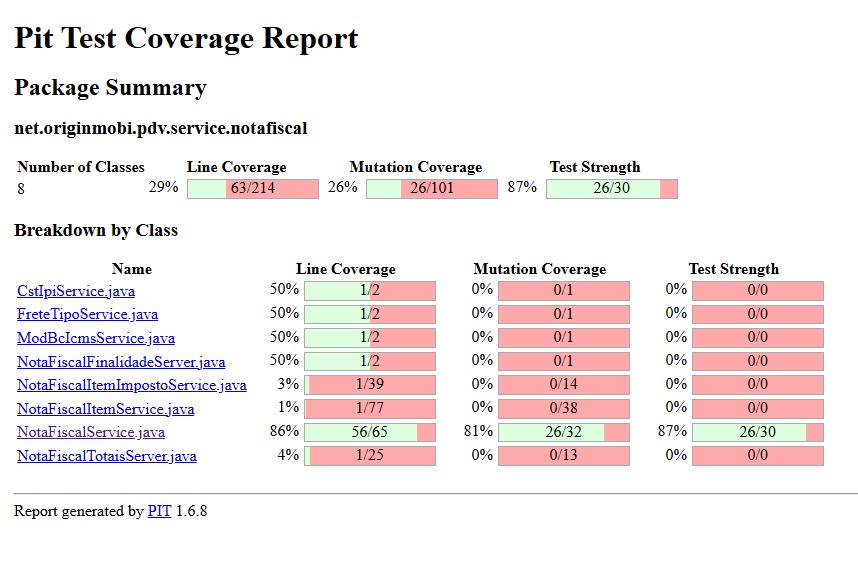 Pit Test Coverage Report
Package Summary
net.originmobi.pdv.service.notafiscal
Number of Classes Line Coverage Mutation Coverage Test Strength
8 29% 63/214 26% 26/101 87% 26/30
Breakdown by Class
Name Line Coverage Mutation Coverage Test Strength
CstIpiService.java 50% 1/2 0% 0/1 0% 0/0
FreteTipoService.java 50% 1/2 0% 0/1 0% 0/0
ModBcIcmsService.java 50% 1/2 0% 0/1 0% 0/0
NotaFiscalFinalidadeServer.java 50% 1/2 0% 0/1 0% 0/0
NotaFiscalItemImpostoService.java 3% 1/39 0% 0/14 0% 0/0
NotaFiscalItemService.java 1% 1/77 0% 0/38 0% 0/0
NotaFiscalService.java 86% 56/65 81% 26/32 87% 26/30
NotaFiscalTotaisServer.java 4% 1/25 0% 0/13 0% 0/0
Report generated by PIT 1.6.8